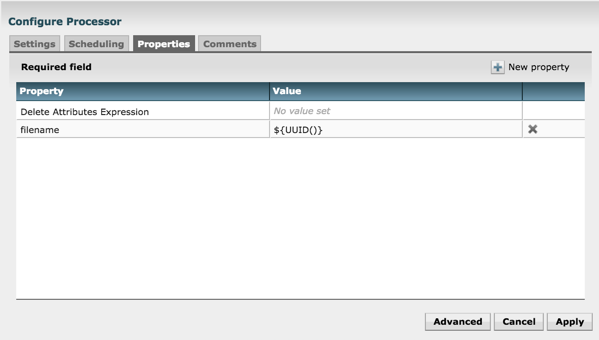 Configure Processor
Settings Scheduling Properties Comments
Required field New property
Property Value
Delete Attributes Expression No value set
filename ${UUID()}
Advanced Cancel Apply